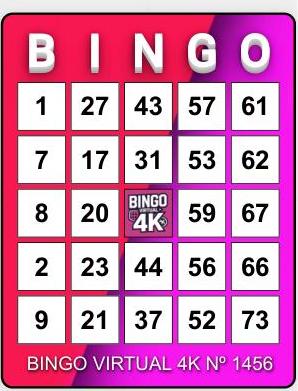 B I N G O
1 27 43 57 61
7 17 31 53 62
8 20 BINGO VIRTUAL 4K 59 67
2 23 44 56 66
9 21 37 52 73
BINGO VIRTUAL 4K Nº 1456